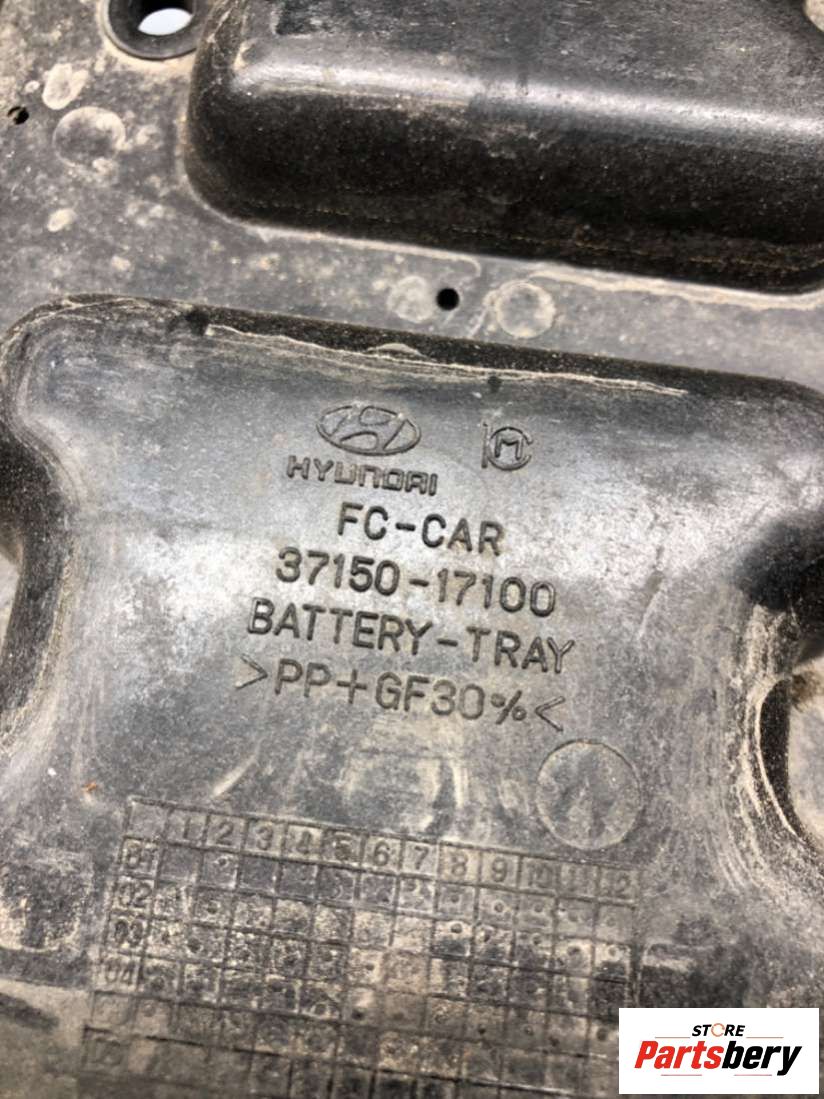 HYUNDAI
MC
FC-CAR
37150-17100
BATTERY-TRAY
>PP+GF30%<
1 2 3 4 5 6 7 8 9 10 11 12
01
02
03
04
STORE
Partsbery